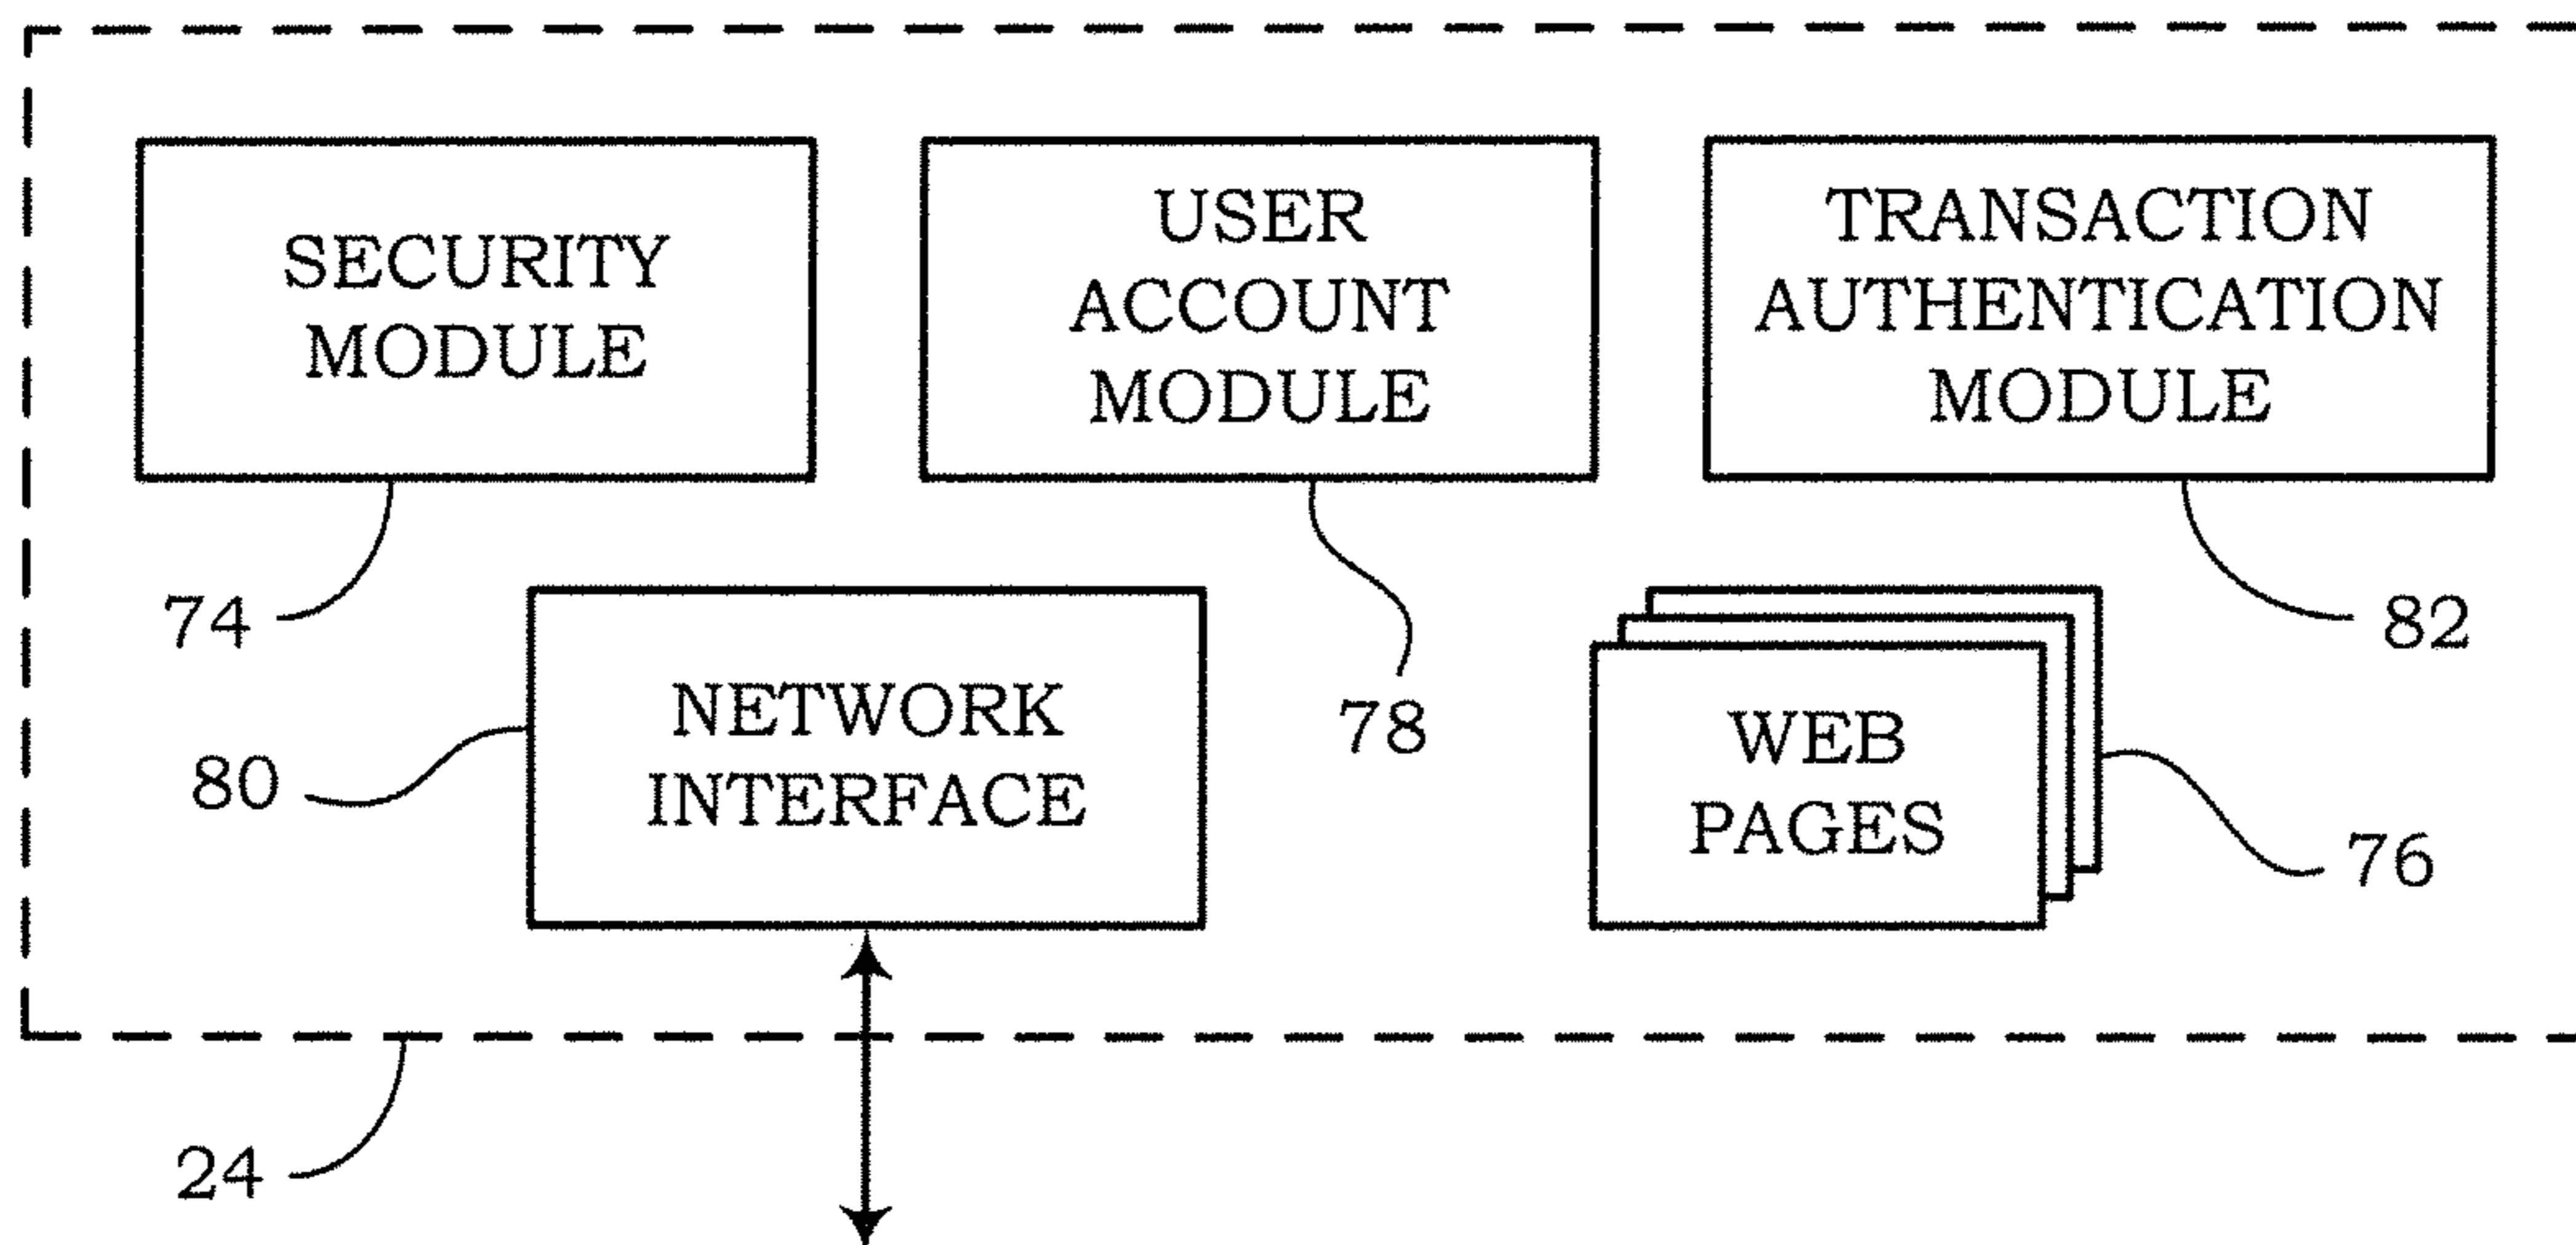 SECURITY
MODULE
USER
ACCOUNT
MODULE
TRANSACTION
AUTHENTICATION
MODULE
74
78
82
NETWORK
INTERFACE
80
WEB
PAGES
76
24